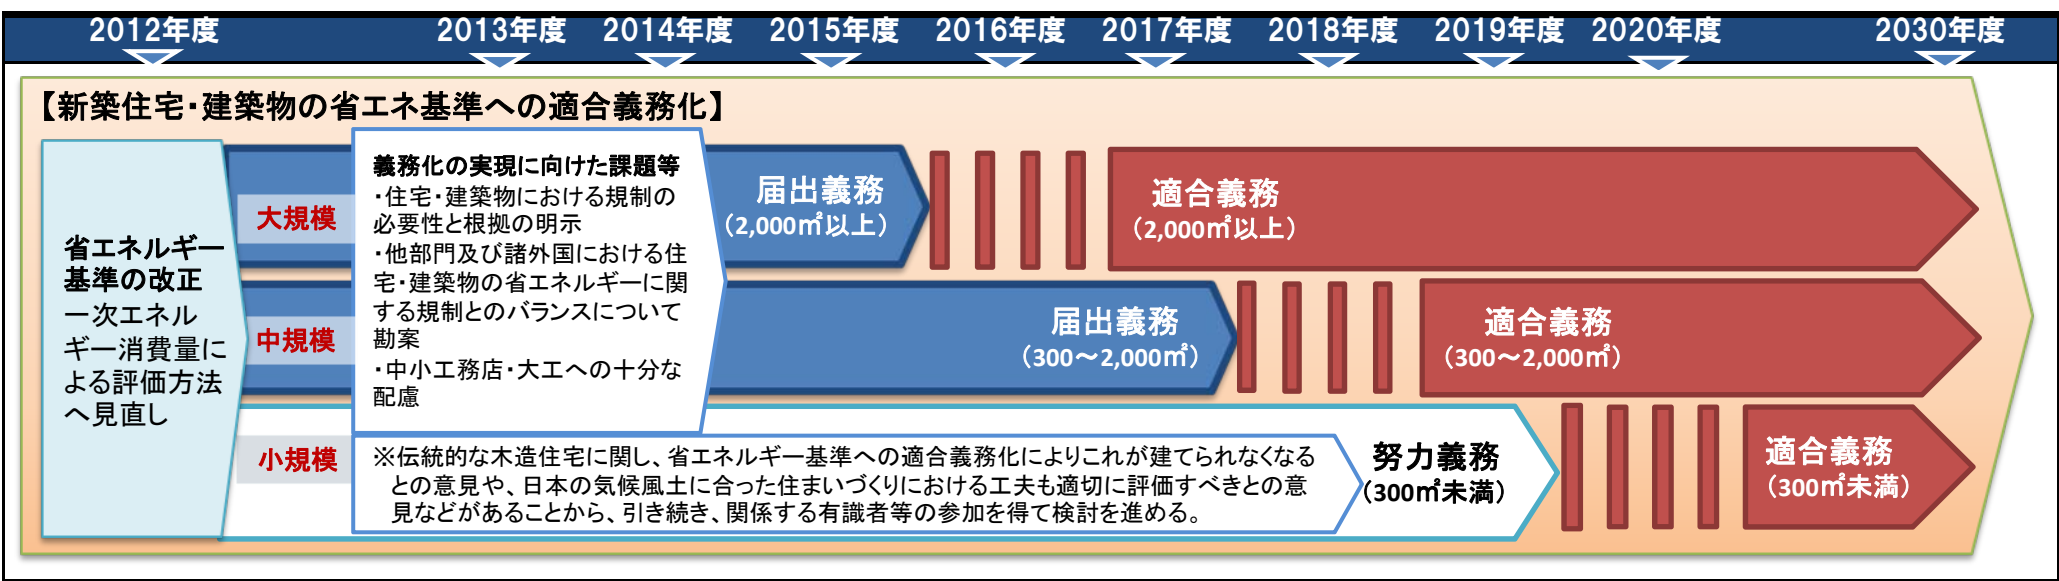 2012年度 2013年度 2014年度 2015年度 2016年度 2017年度 2018年度 2019年度 2020年度 2030年度
【新築住宅・建築物の省エネ基準への適合義務化】
省エネルギー
基準の改正
一次エネル
ギー消費量に
よる評価方法
へ見直し
大規模
中規模
小規模
義務化の実現に向けた課題等
・住宅・建築物における規制の
必要性と根拠の明示
・他部門及び諸外国における住
宅・建築物の省エネルギーに関
する規制とのバランスについて
勘案
・中小工務店・大工への十分な
配慮
届出義務
（2,000㎡以上）
適合義務
（2,000㎡以上）
届出義務
（300～2,000㎡）
適合義務
（300～2,000㎡）
※伝統的な木造住宅に関し、省エネルギー基準への適合義務化によりこれが建てられなくなる
との意見や、日本の気候風土に合った住まいづくりにおける工夫も適切に評価すべきとの意
見などがあることから、引き続き、関係する有識者等の参加を得て検討を進める。
努力義務
（300㎡未満）
適合義務
（300㎡未満）